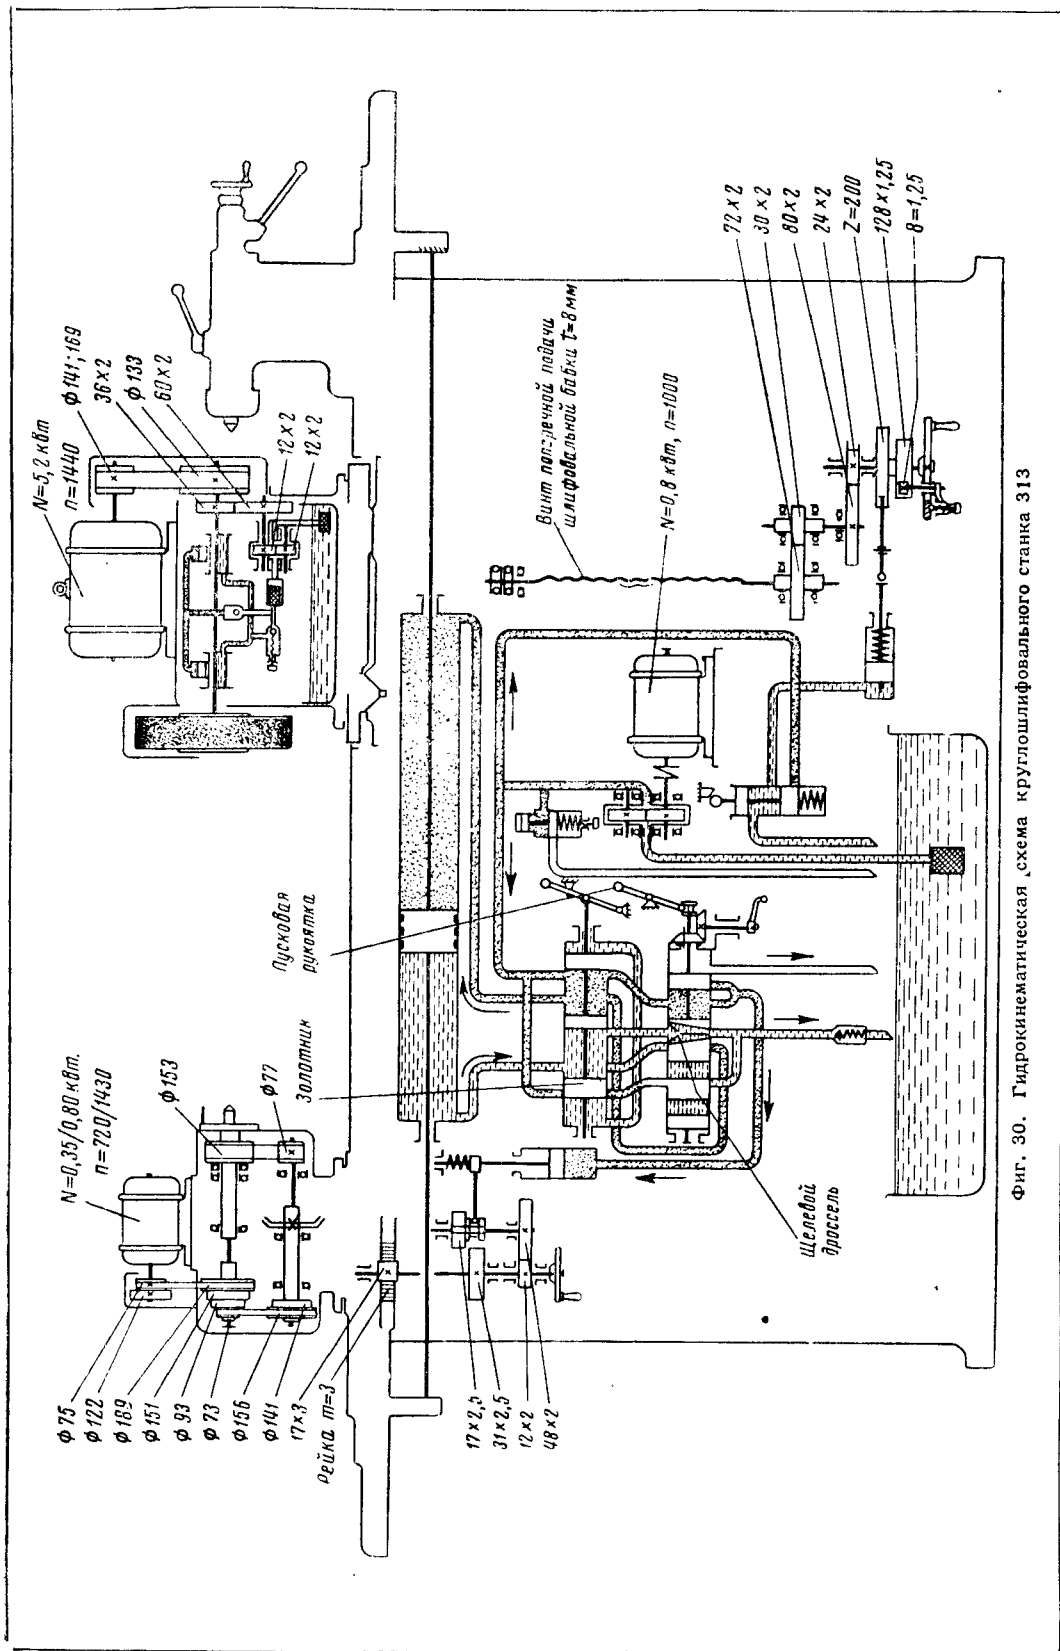 N=0,35/0,80 квт.
n=720/1430
Ф153
Ф77
Ф75
Ф122
Ф189
Ф151
Ф93
Ф73
Ф156
Ф141
17×3
Рейка m=3
N=5,2 квт
n=1440
Ф141; 169
36×2
Ф133
60×2
12×2
12×2
Пусковая
рукоятка
Золотник
17×2,5
31×2,5
12×2
48×2
Щелевой
дроссель
Винт поперечной подачи
шлифовальной бабки t=8мм
N=0,8 квт, n=1000
72×2
30×2
80×2
24×2
Z=200
128×1,25
8=1,25
Фиг. 30. Гидрокинематическая схема круглошлифовального станка 313